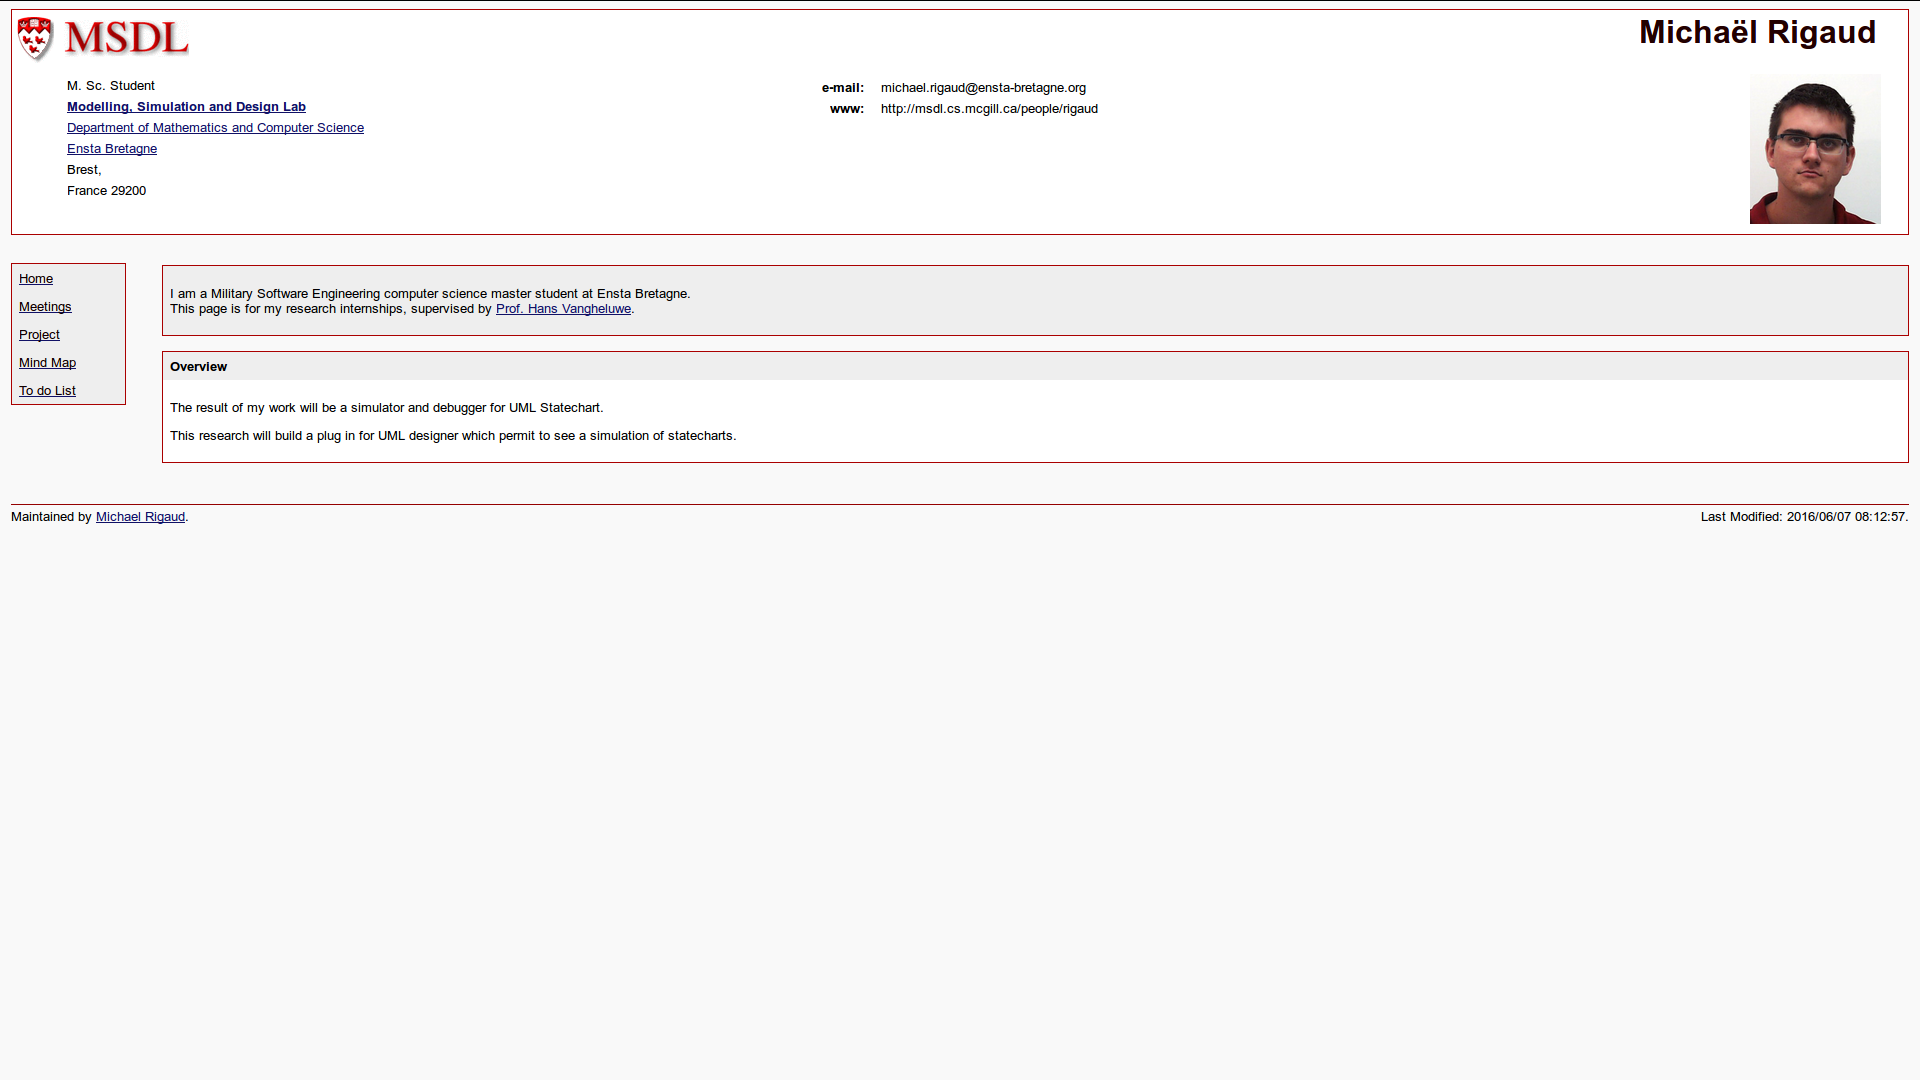 MSDL
Michaël Rigaud
M. Sc. Student
Modelling, Simulation and Design Lab
Department of Mathematics and Computer Science
Ensta Bretagne
Brest,
France 29200
e-mail: michael.rigaud@ensta-bretagne.org
www: http://msdl.cs.mcgill.ca/people/rigaud
Home
Meetings
Project
Mind Map
To do List
I am a Military Software Engineering computer science master student at Ensta Bretagne.
This page is for my research internships, supervised by Prof. Hans Vangheluwe.
Overview
The result of my work will be a simulator and debugger for UML Statechart.
This research will build a plug in for UML designer which permit to see a simulation of statecharts.
Maintained by Michael Rigaud.
Last Modified: 2016/06/07 08:12:57.